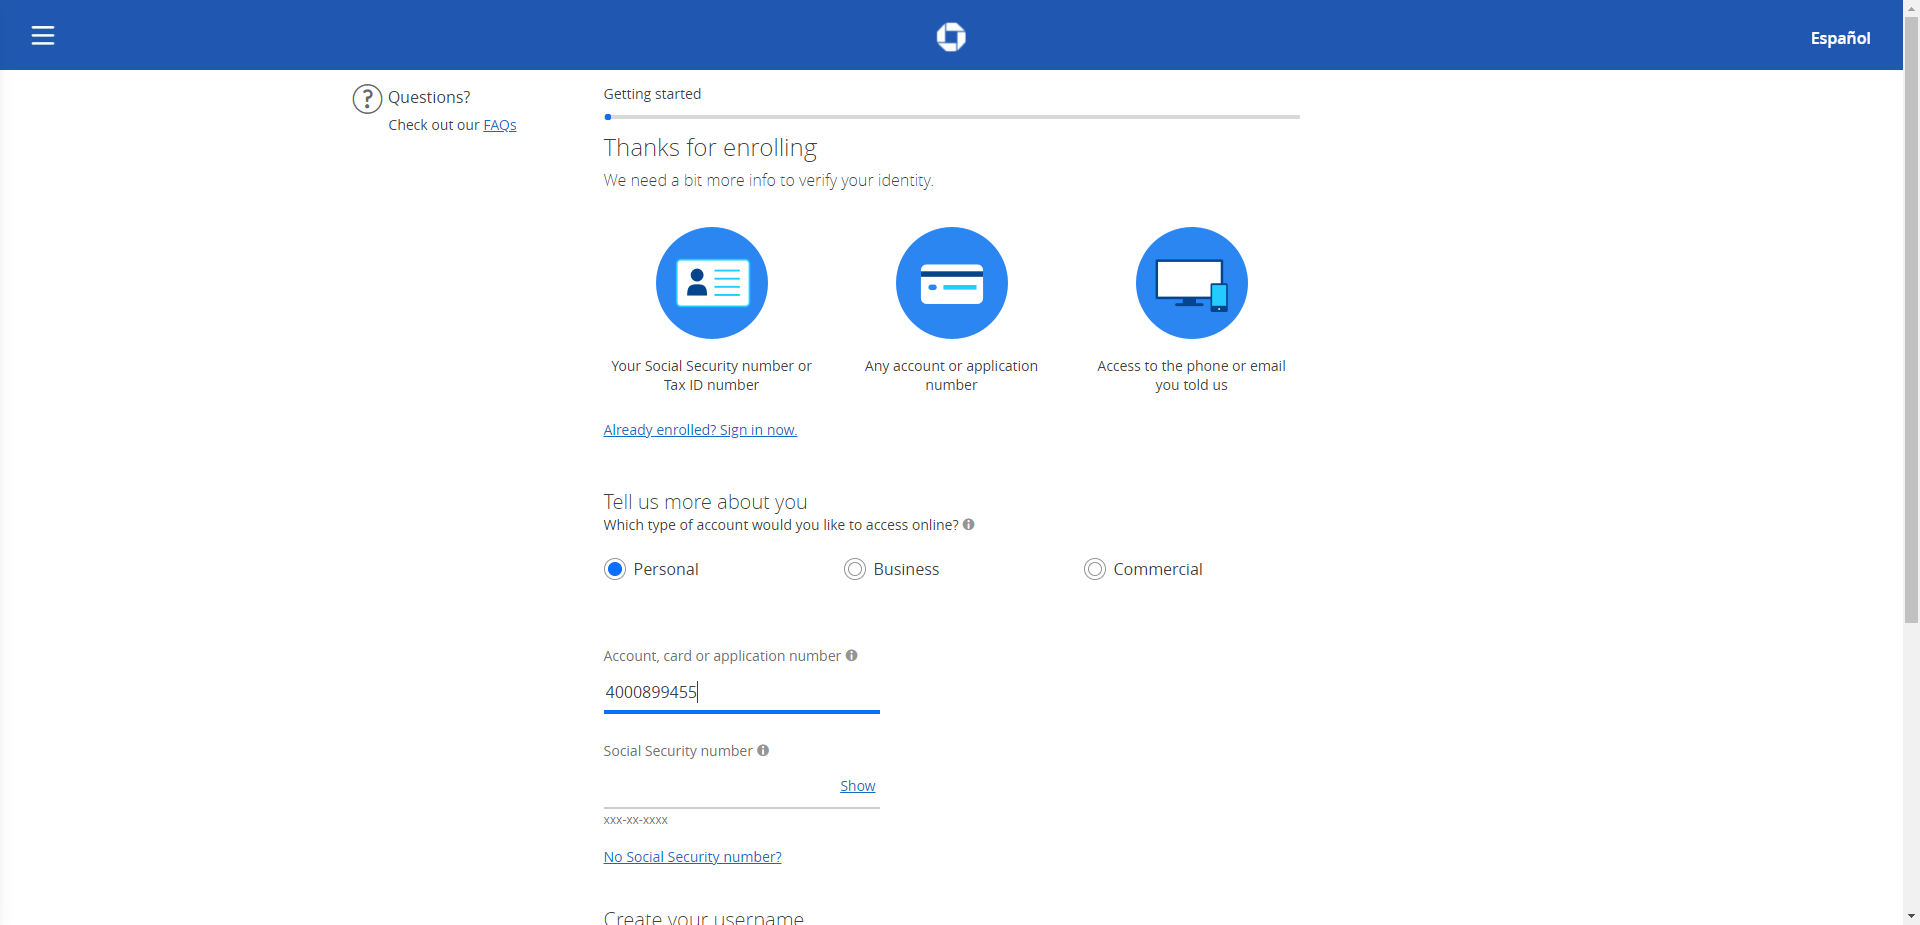 Español
Questions?
Check out our FAQs
Getting started
Thanks for enrolling
We need a bit more info to verify your identity.
Your Social Security number or
Tax ID number
Any account or application
number
Access to the phone or email
you told us
Already enrolled? Sign in now.
Tell us more about you
Which type of account would you like to access online?
Personal
Business
Commercial
Account, card or application number
4000899455
Social Security number
Show
xxx-xx-xxxx
No Social Security number?
Create your username